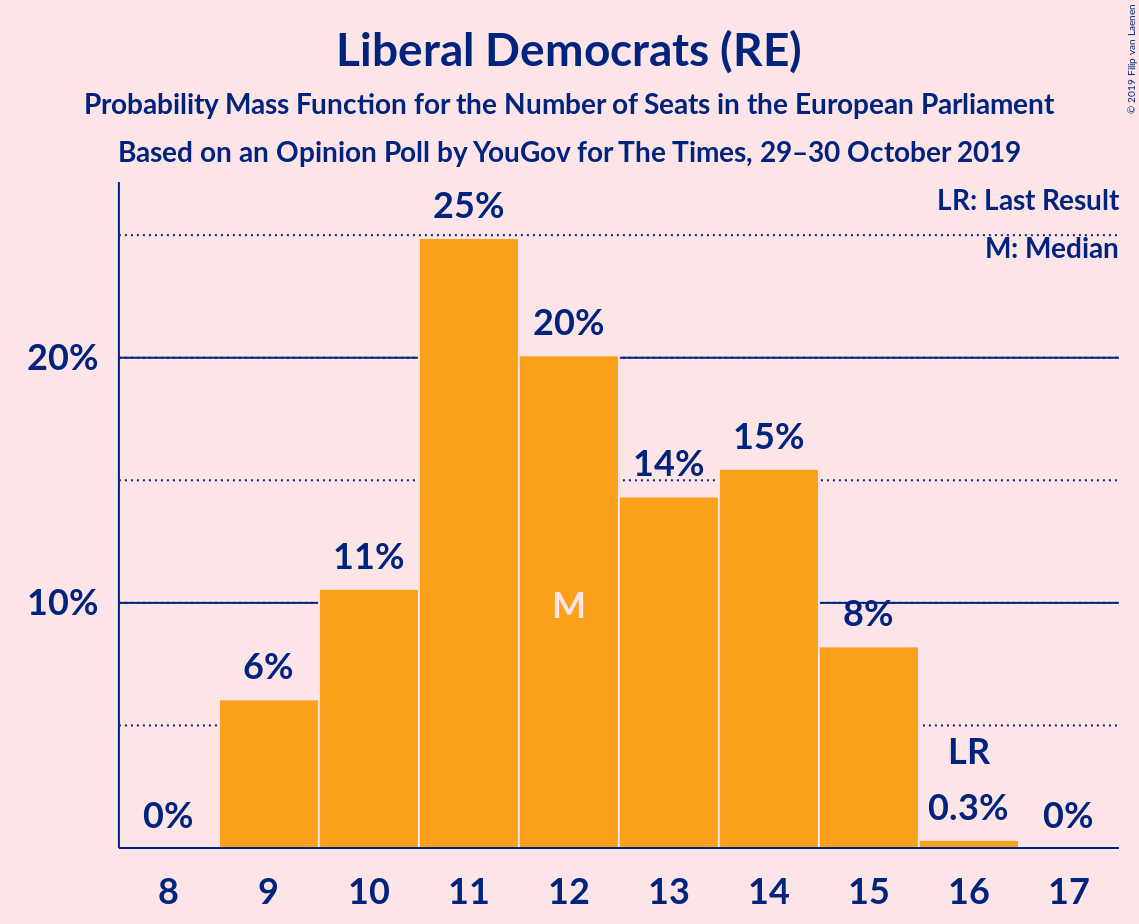 Liberal Democrats (RE)
Probability Mass Function for the Number of Seats in the European Parliament
Based on an Opinion Poll by YouGov for The Times, 29–30 October 2019
© 2019 Filip van Laenen
LR: Last Result
M: Median
25%
20%
20%
15%
14%
11%
10%
M
8%
6%
LR
0%
0.3%
0%
8 9 10 11 12 13 14 15 16 17